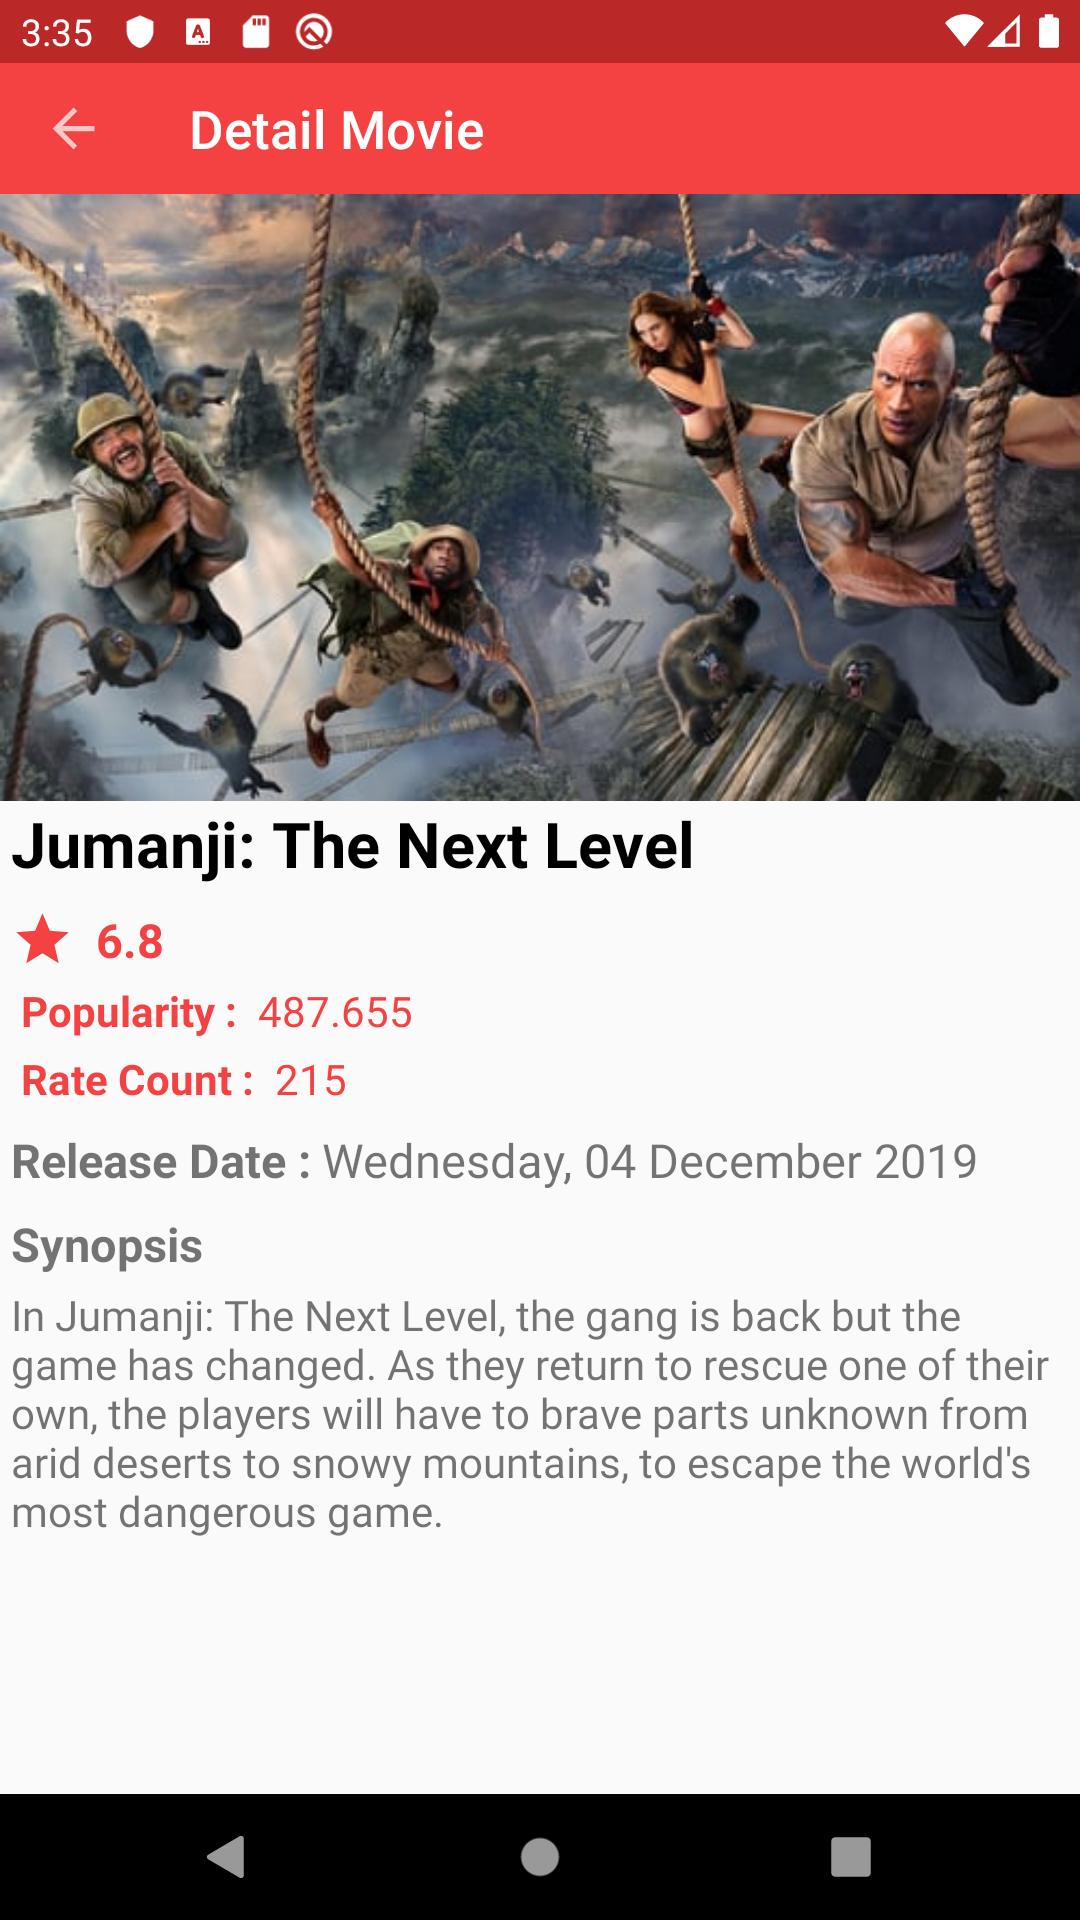 3:35
Detail Movie
Jumanji: The Next Level
6.8
Popularity : 487.655
Rate Count : 215
Release Date : Wednesday, 04 December 2019
Synopsis
In Jumanji: The Next Level, the gang is back but the
game has changed. As they return to rescue one of their
own, the players will have to brave parts unknown from
arid deserts to snowy mountains, to escape the world's
most dangerous game.